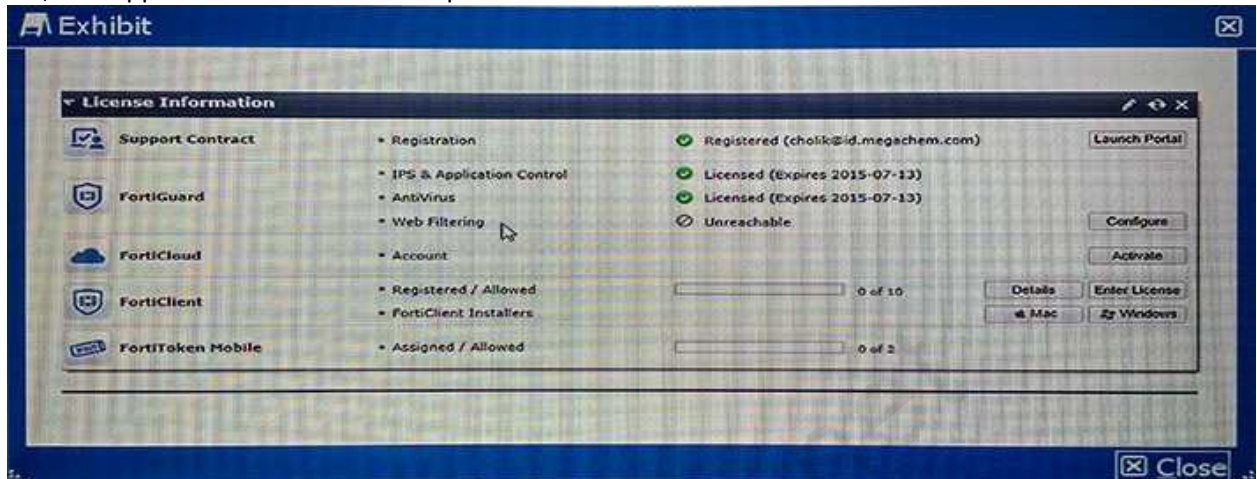 Exhibit
License Information
Support Contract
Registration
Registered (cholik@id.megachem.com)
Launch Portal
FortiGuard
IPS & Application Control
Licensed (Expires 2015-07-13)
AntiVirus
Licensed (Expires 2015-07-13)
Web Filtering
Unreachable
Configure
FortiCloud
Account
Activate
FortiClient
Registered / Allowed
0 of 10
Details
Enter License
FortiClient Installers
Mac
Windows
FortiToken Mobile
Assigned / Allowed
0 of 2
Close